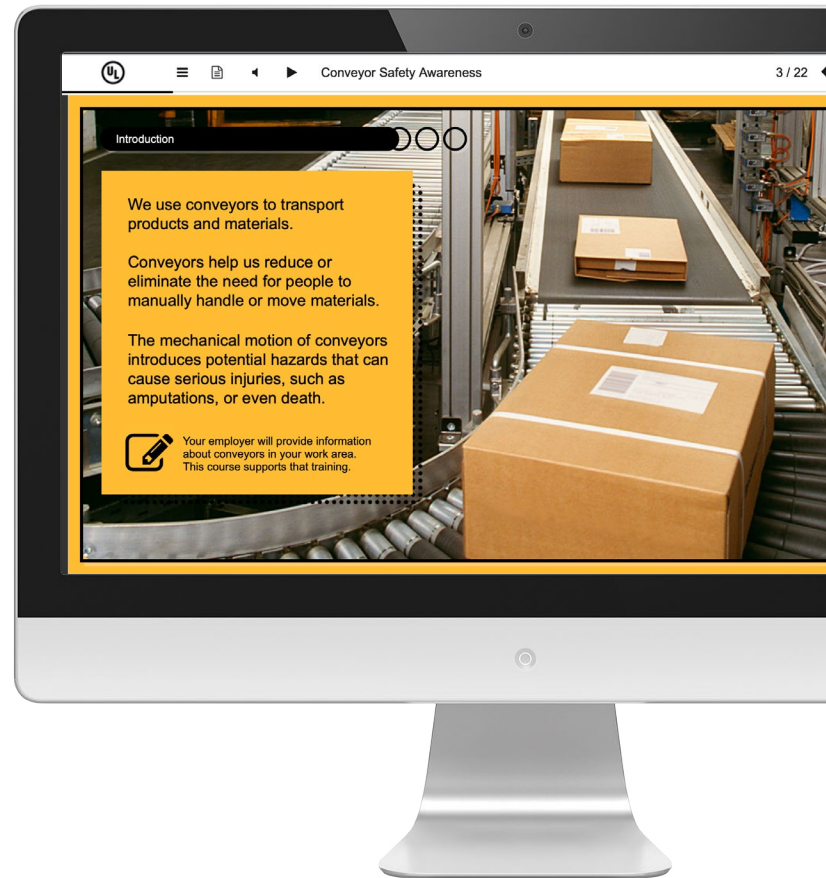 UL
Conveyor Safety Awareness
3 / 22
Introduction
We use conveyors to transport
products and materials.
Conveyors help us reduce or
eliminate the need for people to
manually handle or move materials.
The mechanical motion of conveyors
introduces potential hazards that can
cause serious injuries, such as
amputations, or even death.
Your employer will provide information
about conveyors in your work area.
This course supports that training.